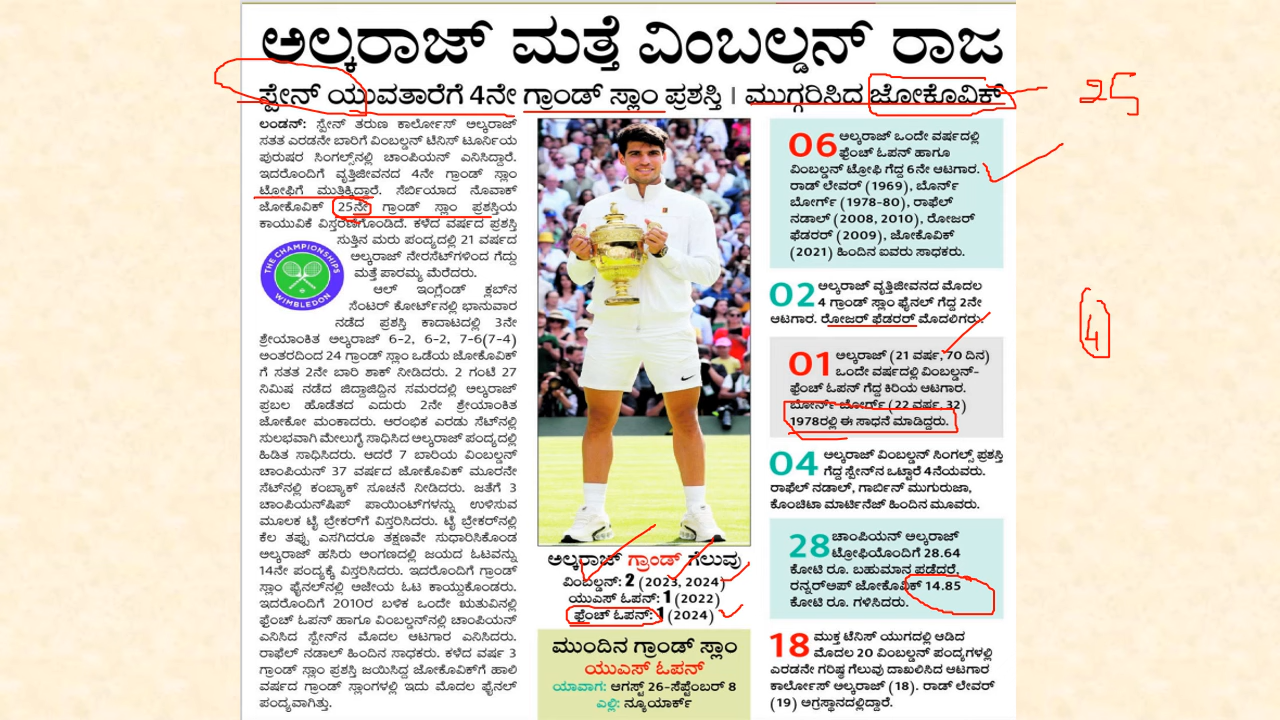 ಅಲ್ಕರಾಜ್ ಮತ್ತೆ ವಿಂಬಲ್ಡನ್ ರಾಜ
ಸ್ಪೇನ್ ಯುವತಾರೆಗೆ 4ನೇ ಗ್ರಾಂಡ್ ಸ್ಲಾಂ ಪ್ರಶಸ್ತಿ | ಮುಗ್ಗರಿಸಿದ ಜೋಕೊವಿಕ್
25
ಲಂಡನ್: ಸ್ಪೇನ್ ತರುಣ ಕಾರ್ಲೋಸ್ ಅಲ್ಕರಾಜ್
ಸತತ ಎರಡನೇ ಬಾರಿಗೆ ವಿಂಬಲ್ಡನ್ ಟೆನಿಸ್ ಟೂರ್ನಿಯ
ಪುರುಷರ ಸಿಂಗಲ್ಸ್‌ನಲ್ಲಿ ಚಾಂಪಿಯನ್ ಎನಿಸಿದ್ದಾರೆ.
ಇದರೊಂದಿಗೆ ವೃತ್ತಿಜೀವನದ 4ನೇ ಗ್ರಾಂಡ್ ಸ್ಲಾಂ
ಟ್ರೋಫಿಗೆ ಮುತ್ತಿಕ್ಕಿದ್ದಾರೆ. ಸೆರ್ಬಿಯಾದ ನೊವಾಕ್
ಜೋಕೊವಿಕ್ 25ನೇ ಗ್ರಾಂಡ್ ಸ್ಲಾಂ ಪ್ರಶಸ್ತಿಯ
ಕಾಯುವಿಕೆ ವಿಸ್ತರಣೆಗೊಂಡಿದೆ. ಕಳೆದ ವರ್ಷದ ಪ್ರಶಸ್ತಿ
ಸುತ್ತಿನ ಮರು ಪಂದ್ಯದಲ್ಲಿ 21 ವರ್ಷದ
ಅಲ್ಕರಾಜ್ ನೇರಸೆಟ್‌ಗಳಿಂದ ಗೆದ್ದು
ಮತ್ತೆ ಪಾರಮ್ಯ ಮೆರೆದರು.
THE CHAMPIONSHIPS
WIMBLEDON
ಆಲ್ ಇಂಗ್ಲೆಂಡ್ ಕ್ಲಬ್‌ನ
ಸೆಂಟರ್ ಕೋರ್ಟ್‌ನಲ್ಲಿ ಭಾನುವಾರ
ನಡೆದ ಪ್ರಶಸ್ತಿ ಕಾದಾಟದಲ್ಲಿ 3ನೇ
ಶ್ರೇಯಾಂಕಿತ ಅಲ್ಕರಾಜ್ 6-2, 6-2, 7-6(7-4)
ಅಂತರದಿಂದ 24 ಗ್ರಾಂಡ್ ಸ್ಲಾಂ ಒಡೆಯ ಜೋಕೊವಿಕ್
ಗೆ ಸತತ 2ನೇ ಬಾರಿ ಶಾಕ್ ನೀಡಿದರು. 2 ಗಂಟೆ 27
ನಿಮಿಷ ನಡೆದ ಜಿದ್ದಾಜಿದ್ದಿನ ಸಮರದಲ್ಲಿ ಅಲ್ಕರಾಜ್
ಪ್ರಬಲ ಹೊಡೆತದ ಎದುರು 2ನೇ ಶ್ರೇಯಾಂಕಿತ
ಜೋಕೋ ಮಂಕಾದರು. ಆರಂಭಿಕ ಎರಡು ಸೆಟ್‌ನಲ್ಲಿ
ಸುಲಭವಾಗಿ ಮೇಲುಗೈ ಸಾಧಿಸಿದ ಅಲ್ಕರಾಜ್ ಪಂದ್ಯದಲ್ಲಿ
ಹಿಡಿತ ಸಾಧಿಸಿದರು. ಆದರೆ 7 ಬಾರಿಯ ವಿಂಬಲ್ಡನ್
ಚಾಂಪಿಯನ್ 37 ವರ್ಷದ ಜೋಕೊವಿಕ್ ಮೂರನೇ
ಸೆಟ್‌ನಲ್ಲಿ ಕಂಬ್ಯಾಕ್ ಸೂಚನೆ ನೀಡಿದರು. ಜತೆಗೆ 3
ಚಾಂಪಿಯನ್‌ಷಿಪ್ ಪಾಯಿಂಟ್‌ಗಳನ್ನು ಉಳಿಸುವ
ಮೂಲಕ ಟೈ ಬ್ರೇಕರ್‌ಗೆ ವಿಸ್ತರಿಸಿದರು. ಟೈ ಬ್ರೇಕರ್‌ನಲ್ಲಿ
ಕೆಲ ತಪ್ಪು ಎಸಗಿದರೂ ತಕ್ಷಣವೇ ಸುಧಾರಿಸಿಕೊಂಡ
ಅಲ್ಕರಾಜ್ ಹಸಿರು ಅಂಗಣದಲ್ಲಿ ಜಯದ ಓಟವನ್ನು
14ನೇ ಪಂದ್ಯಕ್ಕೆ ವಿಸ್ತರಿಸಿದರು. ಇದರೊಂದಿಗೆ ಗ್ರಾಂಡ್
ಸ್ಲಾಂ ಫೈನಲ್‌ನಲ್ಲಿ ಅಜೇಯ ಓಟ ಕಾಯ್ದುಕೊಂಡರು.
ಇದರೊಂದಿಗೆ 2010ರ ಬಳಿಕ ಒಂದೇ ಋತುವಿನಲ್ಲಿ
ಫ್ರೆಂಚ್ ಓಪನ್ ಹಾಗೂ ವಿಂಬಲ್ಡನ್‌ನಲ್ಲಿ ಚಾಂಪಿಯನ್
ಎನಿಸಿದ ಸ್ಪೇನ್‌ನ ಮೊದಲ ಆಟಗಾರ ಎನಿಸಿದರು.
ರಾಫೆಲ್ ನಡಾಲ್ ಹಿಂದಿನ ಸಾಧಕರು. ಕಳೆದ ವರ್ಷ 3
ಗ್ರಾಂಡ್ ಸ್ಲಾಂ ಪ್ರಶಸ್ತಿ ಜಯಿಸಿದ್ದ ಜೋಕೊವಿಕ್‌ಗೆ ಹಾಲಿ
ವರ್ಷದ ಗ್ರಾಂಡ್ ಸ್ಲಾಂಗಳಲ್ಲಿ ಇದು ಮೊದಲ ಫೈನಲ್
ಪಂದ್ಯವಾಗಿತ್ತು.
ಅಲ್ಕರಾಜ್ ಗ್ರಾಂಡ್ ಗೆಲುವು
ವಿಂಬಲ್ಡನ್: 2 (2023, 2024)
ಯುಎಸ್ ಓಪನ್: 1 (2022)
ಫ್ರೆಂಚ್ ಓಪನ್: 1 (2024)
ಮುಂದಿನ ಗ್ರಾಂಡ್ ಸ್ಲಾಂ
ಯುಎಸ್ ಓಪನ್
ಯಾವಾಗ: ಆಗಸ್ಟ್ 26-ಸೆಪ್ಟೆಂಬರ್ 8
ಎಲ್ಲಿ: ನ್ಯೂಯಾರ್ಕ್
06 ಅಲ್ಕರಾಜ್ ಒಂದೇ ವರ್ಷದಲ್ಲಿ
ಫ್ರೆಂಚ್ ಓಪನ್ ಹಾಗೂ
ವಿಂಬಲ್ಡನ್ ಟ್ರೋಫಿ ಗೆದ್ದ 6ನೇ ಆಟಗಾರ.
ರಾಡ್ ಲೇವರ್ (1969), ಬೊರ್ನ್
ಬೋರ್ಗ್ (1978-80), ರಾಫೆಲ್
ನಡಾಲ್ (2008, 2010), ರೋಜರ್
ಫೆಡರರ್ (2009), ಜೋಕೊವಿಕ್
(2021) ಹಿಂದಿನ ಐವರು ಸಾಧಕರು.
02 ಅಲ್ಕರಾಜ್ ವೃತ್ತಿಜೀವನದ ಮೊದಲ
4 ಗ್ರಾಂಡ್ ಸ್ಲಾಂ ಫೈನಲ್ ಗೆದ್ದ 2ನೇ
ಆಟಗಾರ. ರೋಜರ್ ಫೆಡರರ್ ಮೊದಲಿಗರು.
4
01 ಅಲ್ಕರಾಜ್ (21 ವರ್ಷ, 70 ದಿನ)
ಒಂದೇ ವರ್ಷದಲ್ಲಿ ವಿಂಬಲ್ಡನ್-
ಫ್ರೆಂಚ್ ಓಪನ್ ಗೆದ್ದ ಕಿರಿಯ ಆಟಗಾರ.
ಬೋರ್ನ್ ಬೋರ್ಗ್ (22 ವರ್ಷ, 32)
1978ರಲ್ಲಿ ಈ ಸಾಧನೆ ಮಾಡಿದ್ದರು.
04 ಅಲ್ಕರಾಜ್ ವಿಂಬಲ್ಡನ್ ಸಿಂಗಲ್ಸ್ ಪ್ರಶಸ್ತಿ
ಗೆದ್ದ ಸ್ಪೇನ್‌ನ ಒಟ್ಟಾರೆ 4ನೆಯವರು.
ರಾಫೆಲ್ ನಡಾಲ್, ಗಾರ್ಬಿನ್ ಮುಗುರುಜಾ,
ಕೊಂಚಿಟಾ ಮಾರ್ಟಿನೆಜ್ ಹಿಂದಿನ ಮೂವರು.
28 ಚಾಂಪಿಯನ್ ಅಲ್ಕರಾಜ್
ಟ್ರೋಫಿಯೊಂದಿಗೆ 28.64
ಕೋಟಿ ರೂ. ಬಹುಮಾನ ಪಡೆದರೆ,
ರನ್ನರ್‌ಅಪ್ ಜೋಕೊವಿಕ್ 14.85
ಕೋಟಿ ರೂ. ಗಳಿಸಿದರು.
18 ಮುಕ್ತ ಟೆನಿಸ್ ಯುಗದಲ್ಲಿ ಆಡಿದ
ಮೊದಲ 20 ವಿಂಬಲ್ಡನ್ ಪಂದ್ಯಗಳಲ್ಲಿ
ಎರಡನೇ ಗರಿಷ್ಠ ಗೆಲುವು ದಾಖಲಿಸಿದ ಆಟಗಾರ
ಕಾರ್ಲೋಸ್ ಅಲ್ಕರಾಜ್ (18). ರಾಡ್ ಲೇವರ್
(19) ಅಗ್ರಸ್ಥಾನದಲ್ಲಿದ್ದಾರೆ.